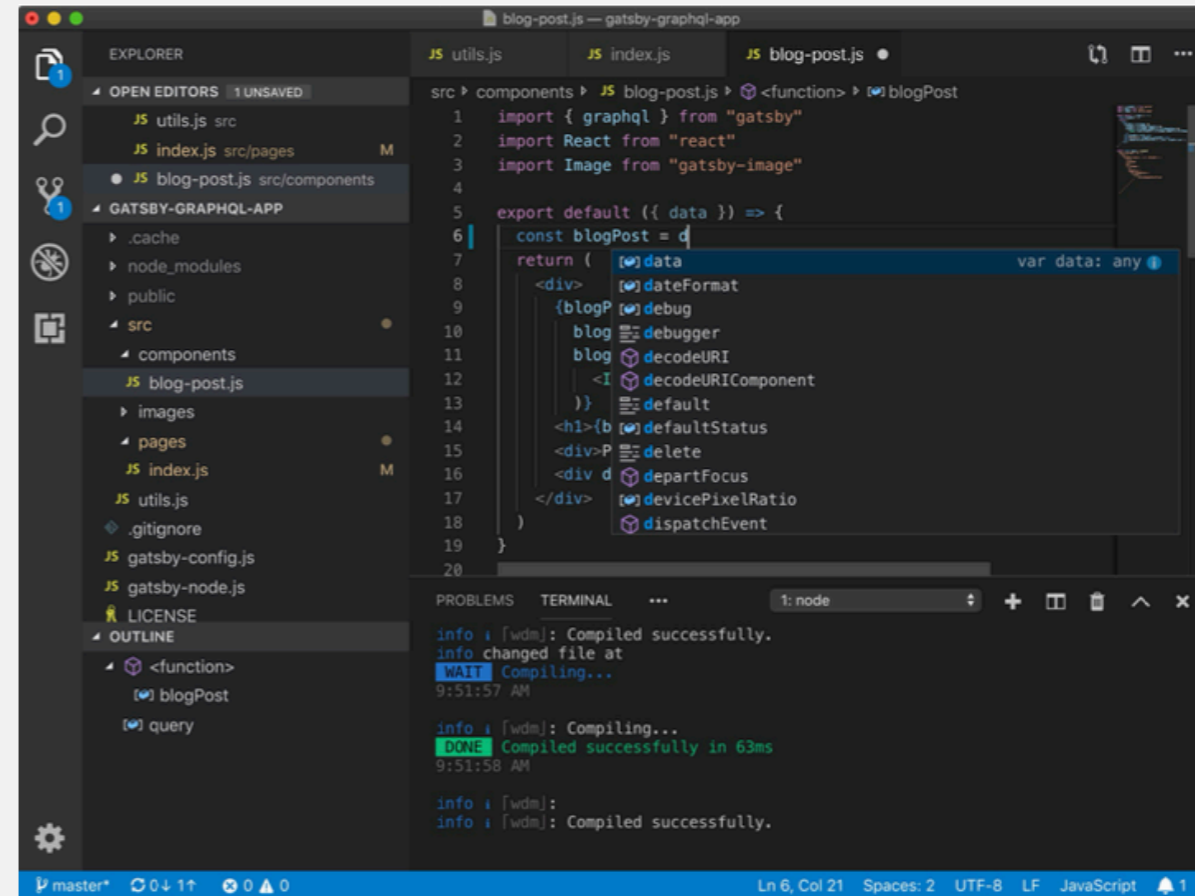 blog-post.js — gatsby-graphql-app
EXPLORER
OPEN EDITORS 1 UNSAVED
JS utils.js src
JS index.js src/pages M
JS blog-post.js src/components
GATSBY-GRAPHQL-APP
.cache
node_modules
public
src
components
JS blog-post.js
images
pages
JS index.js M
JS utils.js
.gitignore
JS gatsby-config.js
JS gatsby-node.js
LICENSE
OUTLINE
<function>
blogPost
query
1
1
JS utils.js JS index.js JS blog-post.js
src components JS blog-post.js <function> blogPost
1 import { graphql } from "gatsby"
2 import React from "react"
3 import Image from "gatsby-image"
4
5 export default ({ data }) => {
6 const blogPost = d
7 return (
8 <div>
9 {blogP
10 blog
11 blog
12 <I
13 )}
14 <h1>{b
15 <div>P
16 <div d
17 </div>
18 )
19 }
20
data var data: any
dateFormat
debug
debugger
decodeURI
decodeURIComponent
default
defaultStatus
delete
departFocus
devicePixelRatio
dispatchEvent
PROBLEMS TERMINAL ••• 1: node
info i ｢wdm｣: Compiled successfully.
info changed file at
WAIT Compiling...
9:51:57 AM
info i ｢wdm｣: Compiling...
DONE Compiled successfully in 63ms
9:51:58 AM
info i ｢wdm｣:
info i ｢wdm｣: Compiled successfully.
master* 0↓ 1↑ 0 0 Ln 6, Col 21 Spaces: 2 UTF-8 LF JavaScript 1